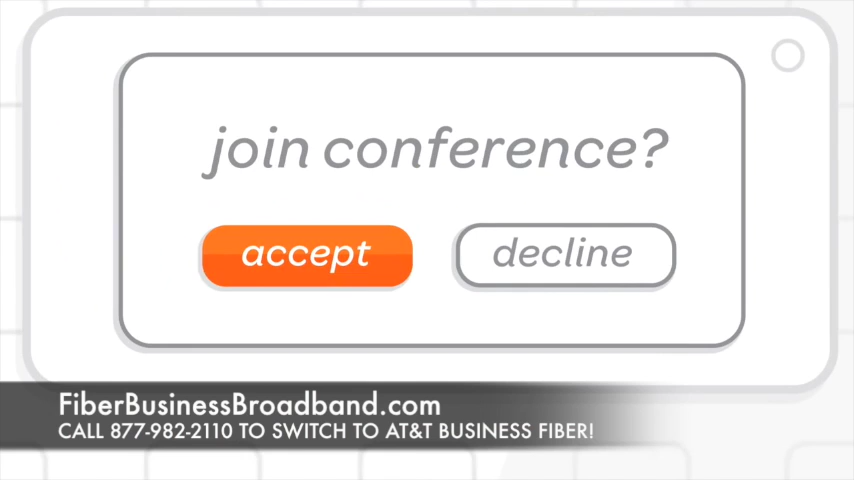 join conference?
accept
decline
FiberBusinessBroadband.com
CALL 877-982-2110 TO SWITCH TO AT&T BUSINESS FIBER!